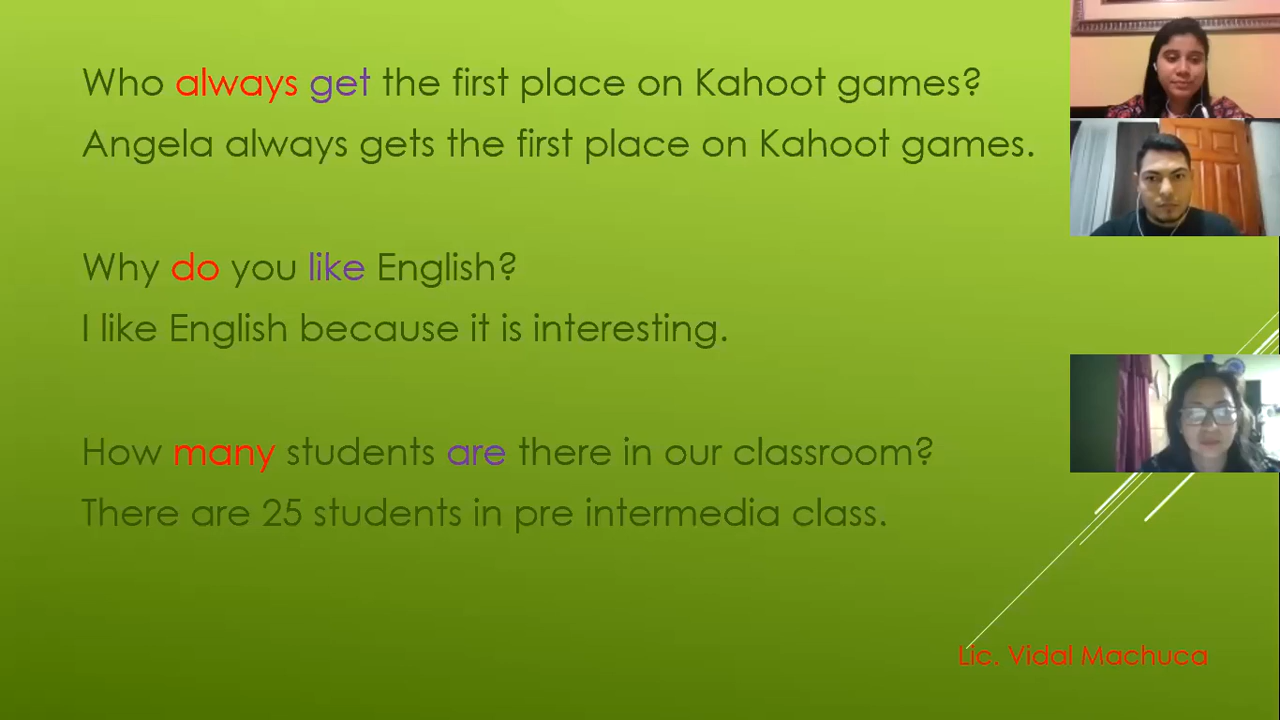 Who always get the first place on Kahoot games?
Angela always gets the first place on Kahoot games.
Why do you like English?
I like English because it is interesting.
How many students are there in our classroom?
There are 25 students in pre intermedia class.
Lic. Vidal Machuca